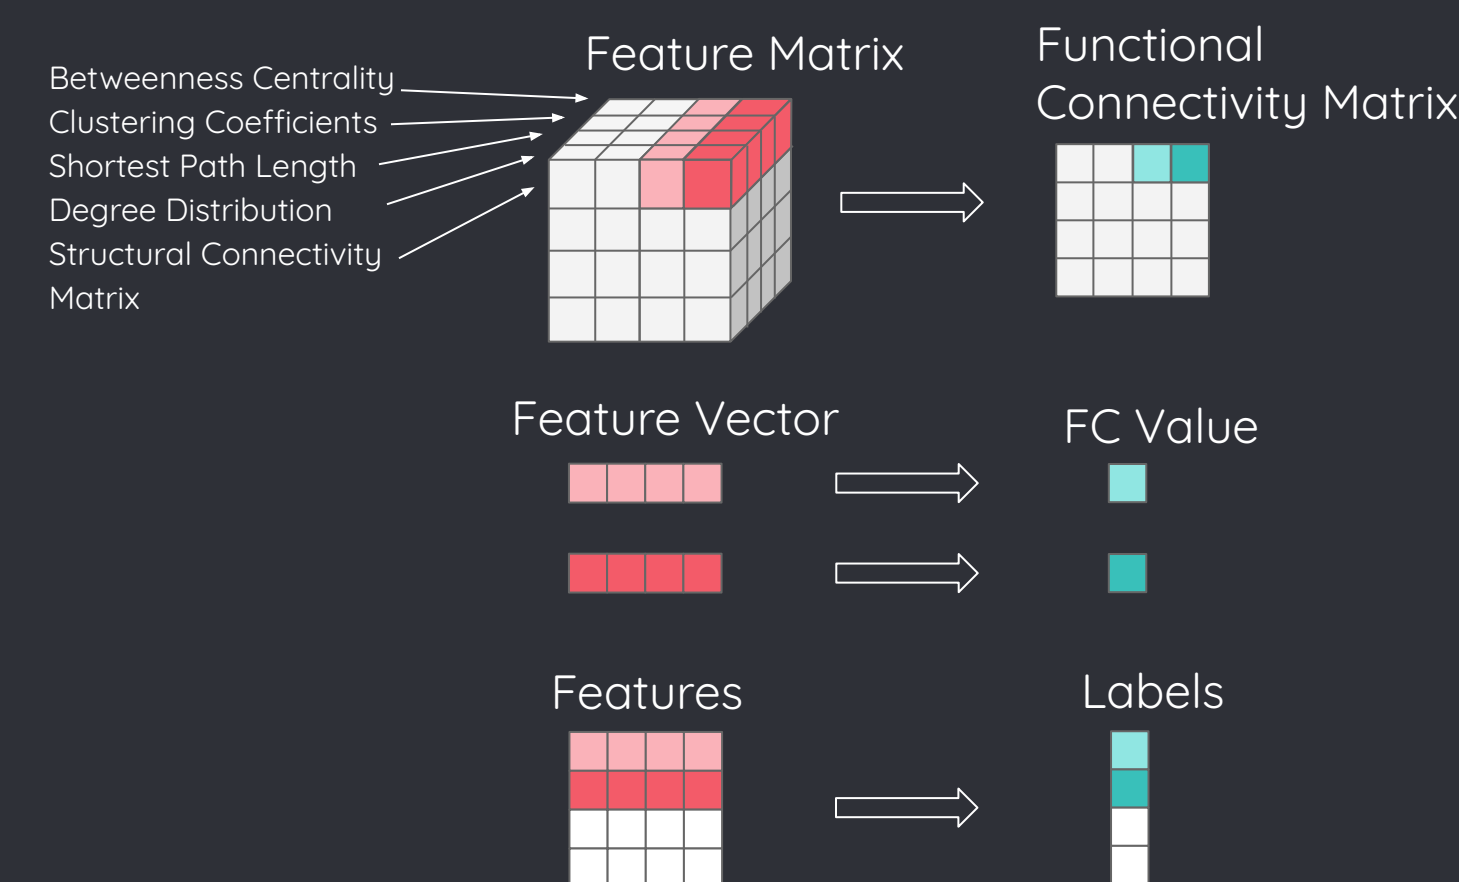 Feature Matrix
Functional
Connectivity Matrix
Betweenness Centrality
Clustering Coefficients
Shortest Path Length
Degree Distribution
Structural Connectivity
Matrix
Feature Vector
FC Value
Features
Labels